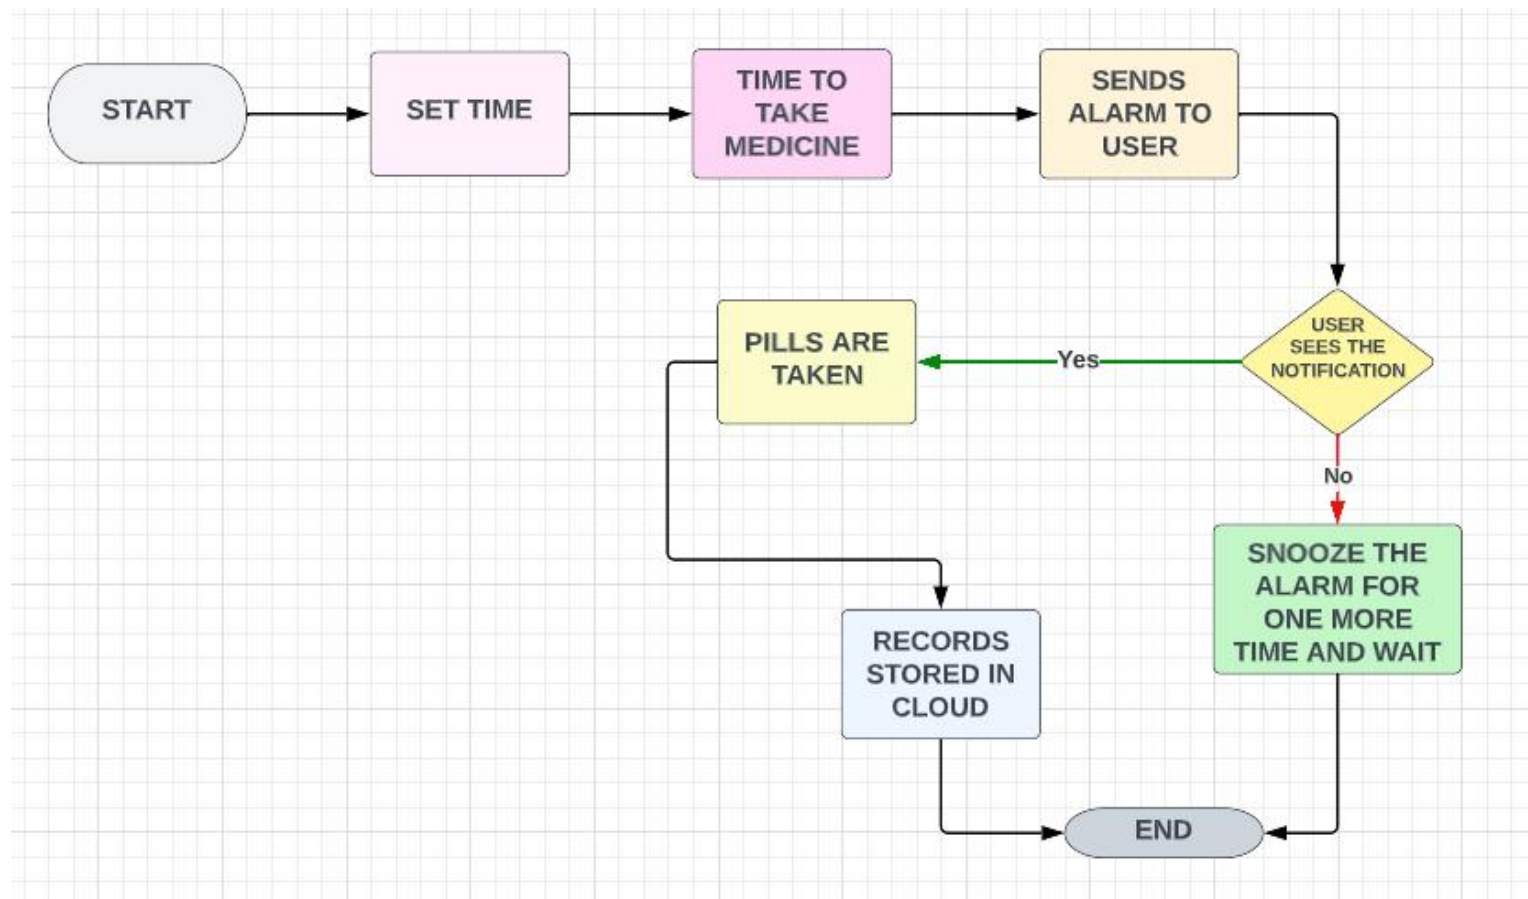 START
SET TIME
TIME TO
TAKE
MEDICINE
SENDS
ALARM TO
USER
USER
SEES THE
NOTIFICATION
Yes
PILLS ARE
TAKEN
No
SNOOZE THE
ALARM FOR
ONE MORE
TIME AND WAIT
RECORDS
STORED IN
CLOUD
END